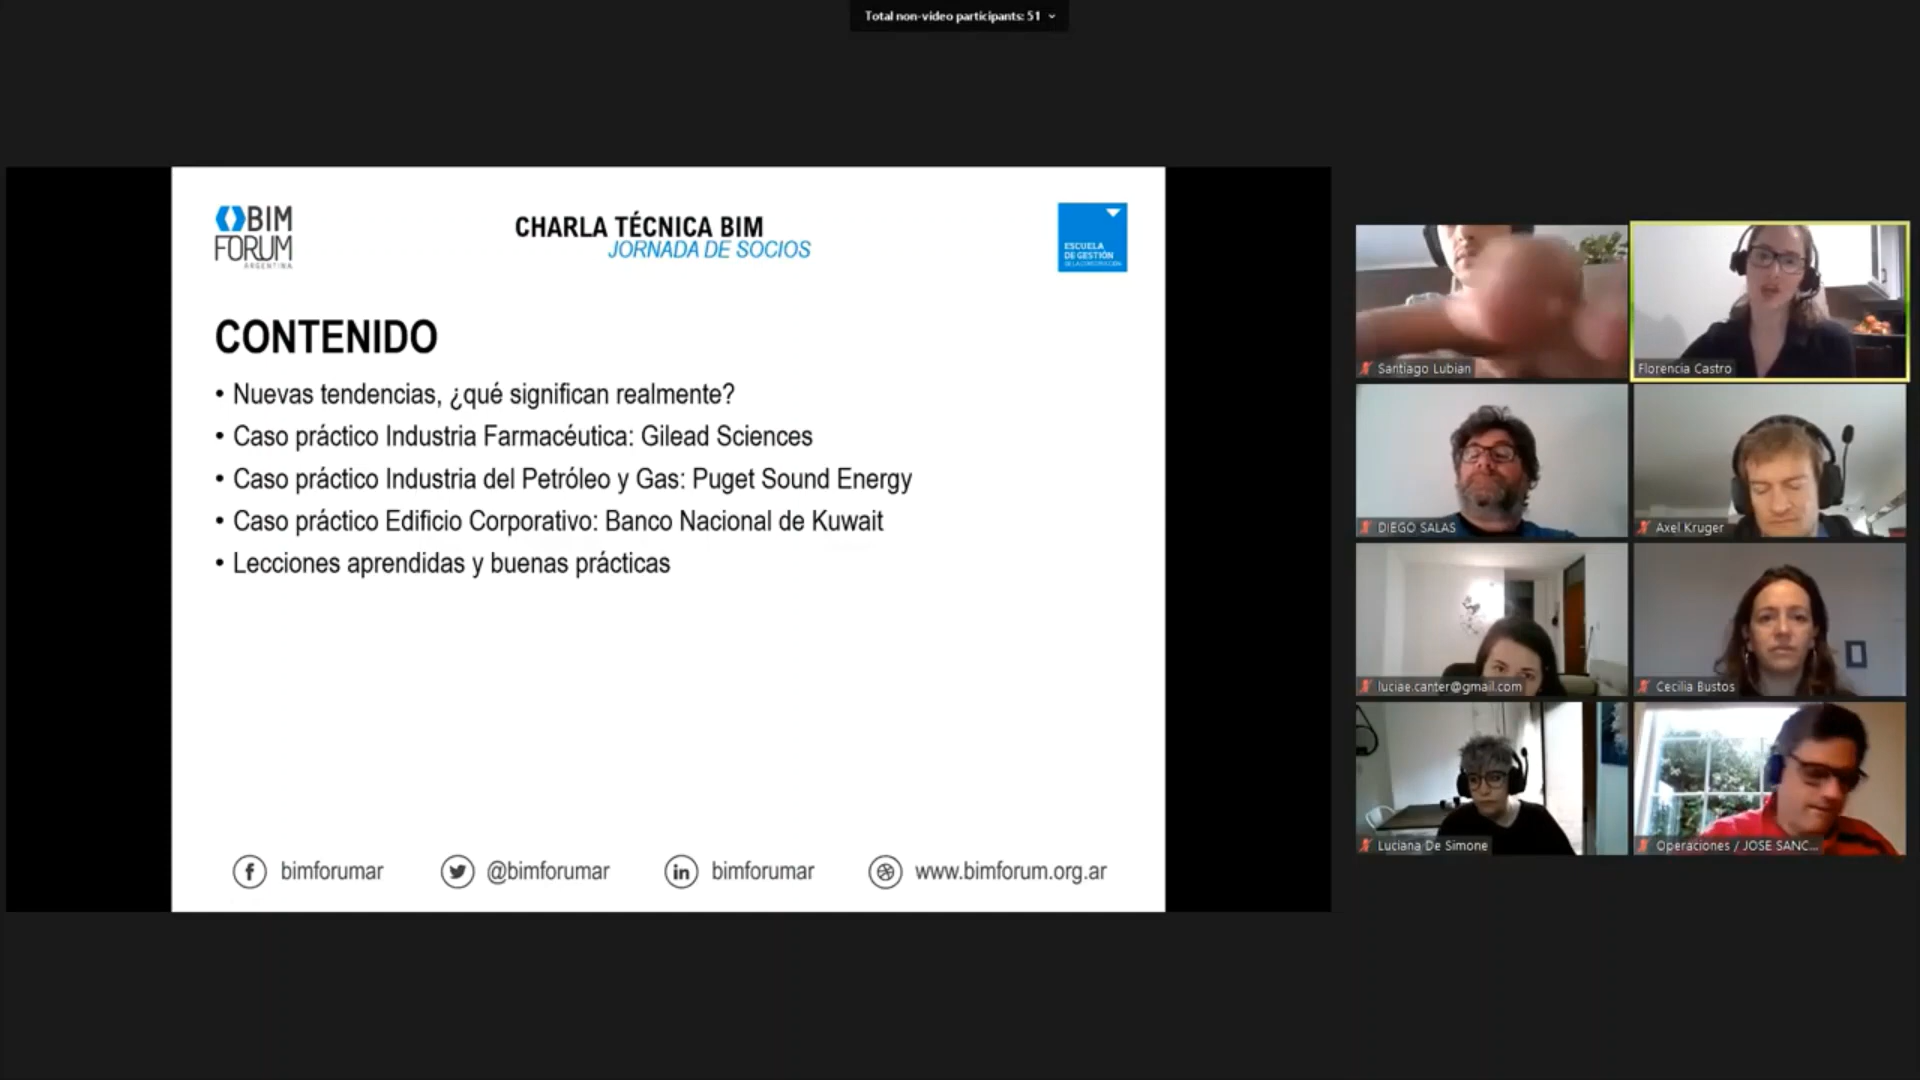 Total non-video participants: 51
BIM
FORUM
ARGENTINA
CHARLA TÉCNICA BIM
JORNADA DE SOCIOS
ESCUELA
DE GESTIÓN
DE LA CONSTRUCCIÓN
CONTENIDO
• Nuevas tendencias, ¿qué significan realmente?
• Caso práctico Industria Farmacéutica: Gilead Sciences
• Caso práctico Industria del Petróleo y Gas: Puget Sound Energy
• Caso práctico Edificio Corporativo: Banco Nacional de Kuwait
• Lecciones aprendidas y buenas prácticas
bimforumar
@bimforumar
in bimforumar
www.bimforum.org.ar
Santiago Lubian
Florencia Castro
DIEGO SALAS
Axel Kruger
luciae.canter@gmail.com
Cecilia Bustos
Luciana De Simone
Operaciones / JOSE SANC...